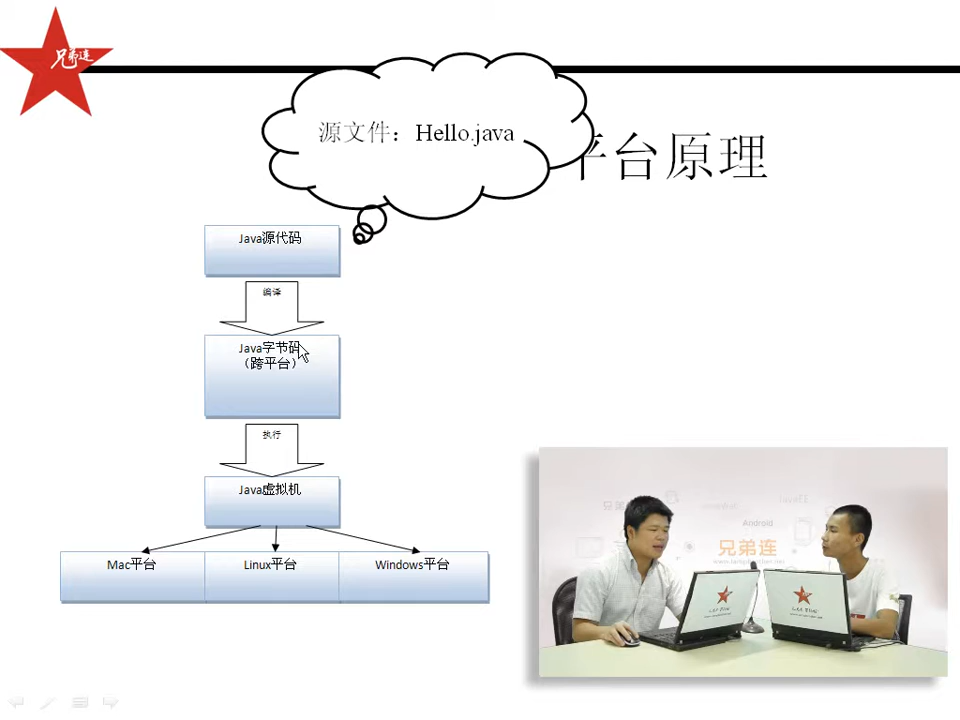 兄弟连
源文件：Hello.java
平台原理
Java源代码
编译
Java字节码
（跨平台）
执行
Java虚拟机
Mac平台
Linux平台
Windows平台
JavaEE
Android
兄弟连